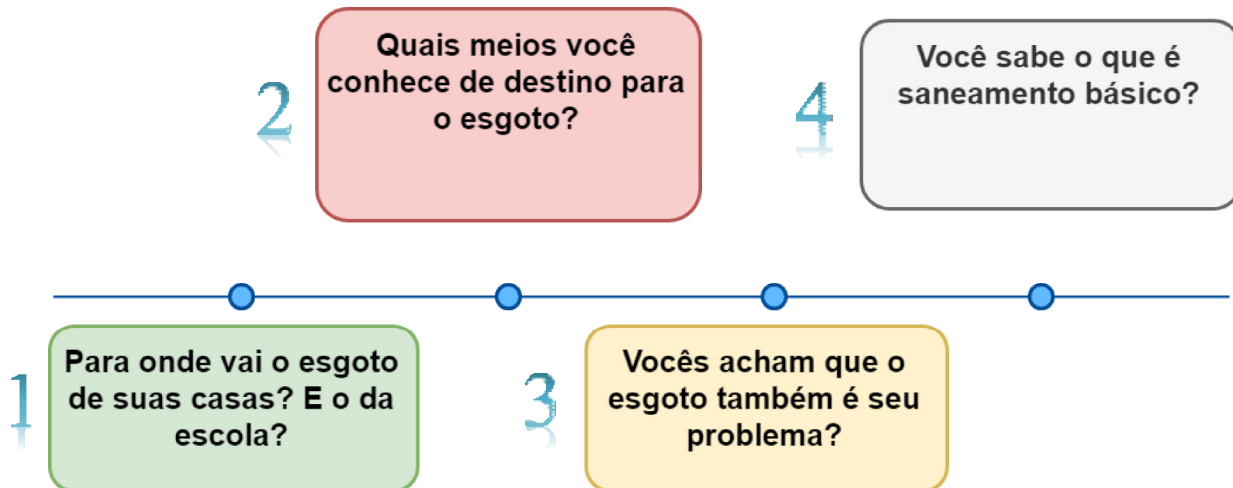 1
Para onde vai o esgoto
de suas casas? E o da
escola?
2
Quais meios você
conhece de destino para
o esgoto?
3
Vocês acham que o
esgoto também é seu
problema?
4
Você sabe o que é
saneamento básico?